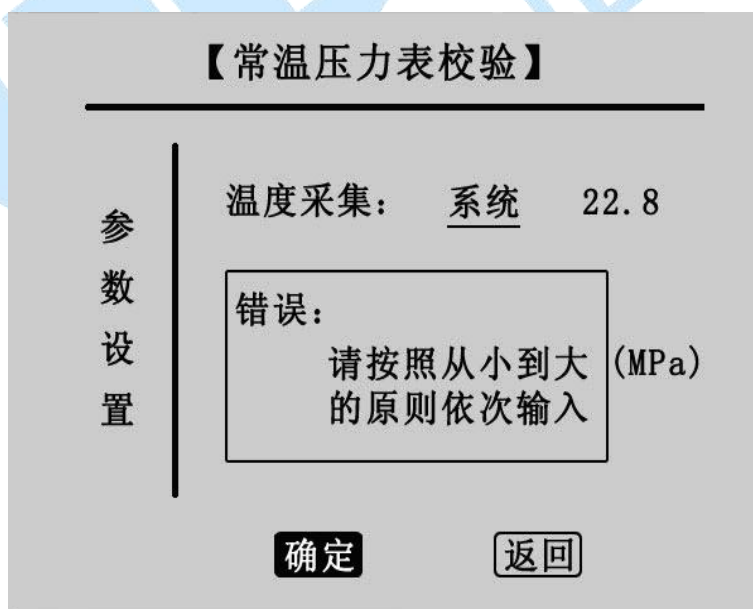 【常温压力表校验】
参数设置
温度采集： 系统 22.8
错误：
请按照从小到大 (MPa)
的原则依次输入
确定 返回